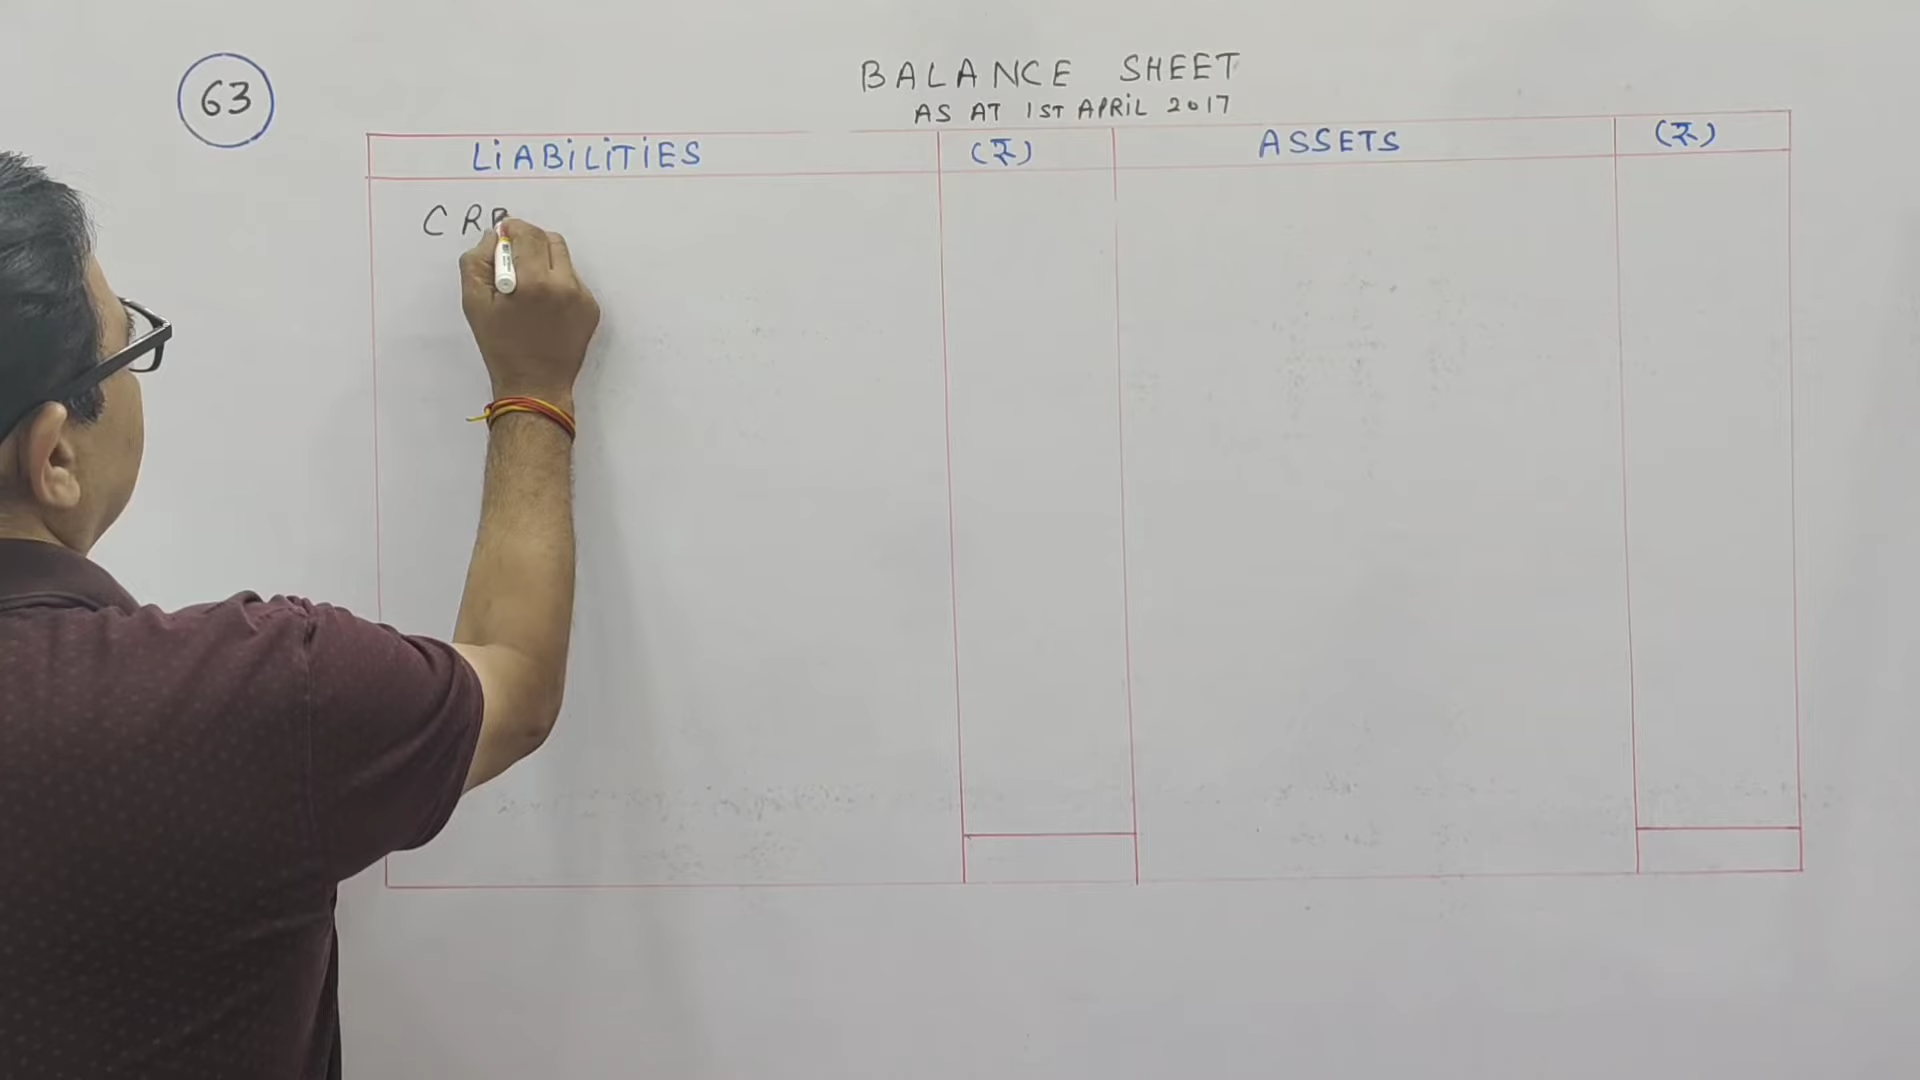 63
BALANCE SHEET
AS AT 1ST APRIL 2017
LIABILITIES (₹) ASSETS (₹)